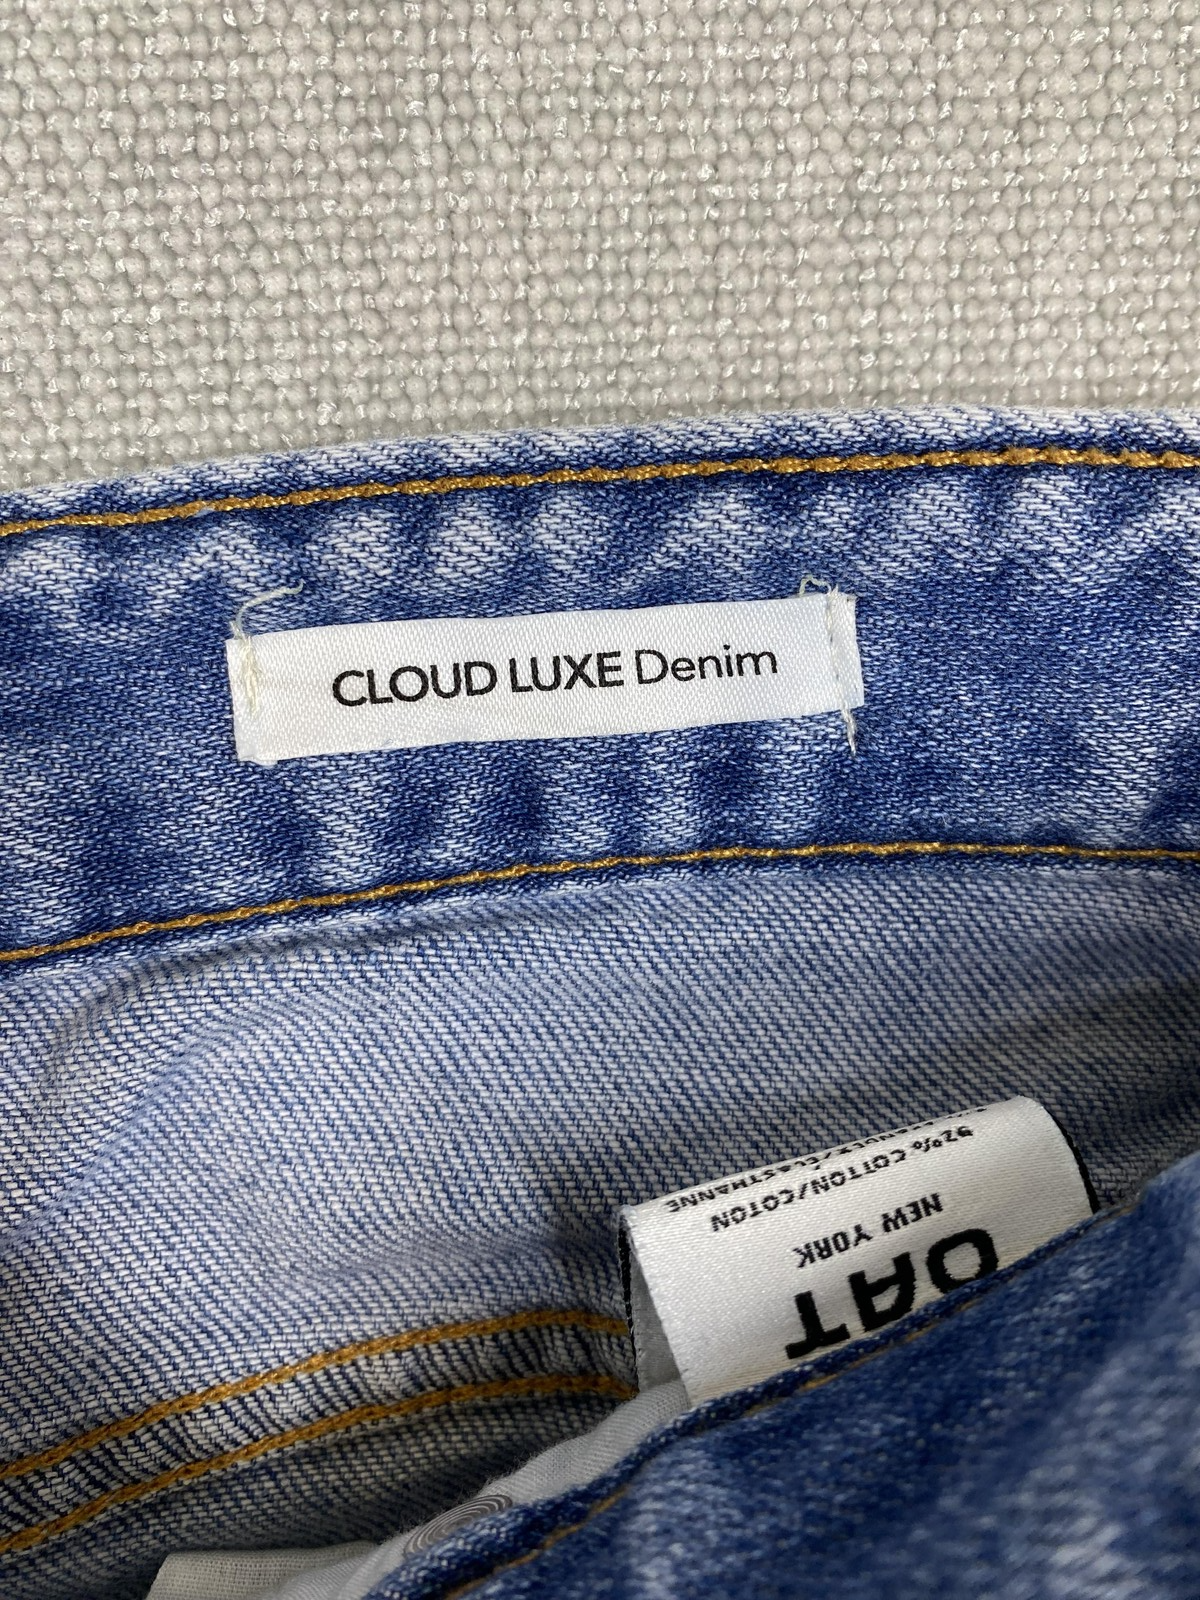 CLOUD LUXE Denim
OAT
NEW YORK
92% COTTON/COTON